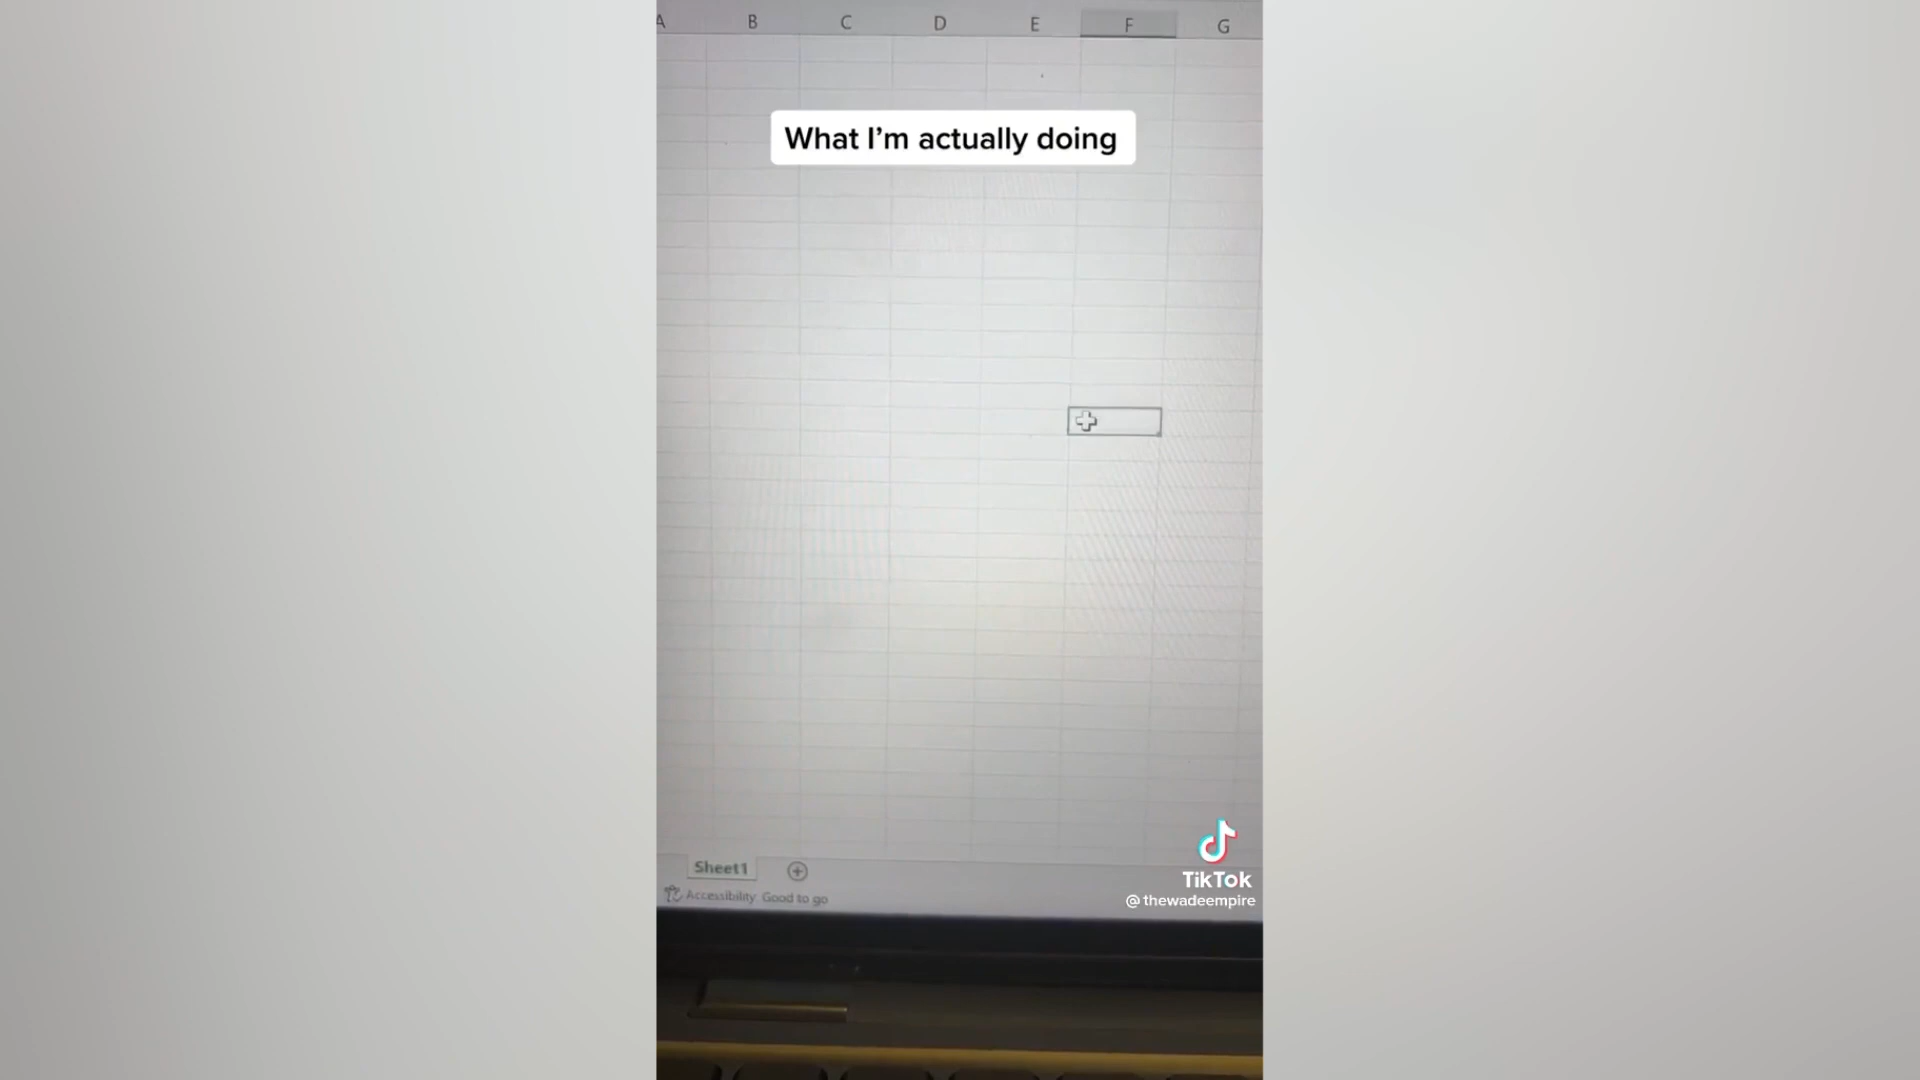 A B C D E F G
What I'm actually doing
Sheet1
Accessibility Good to go
TikTok
@thewadeempire